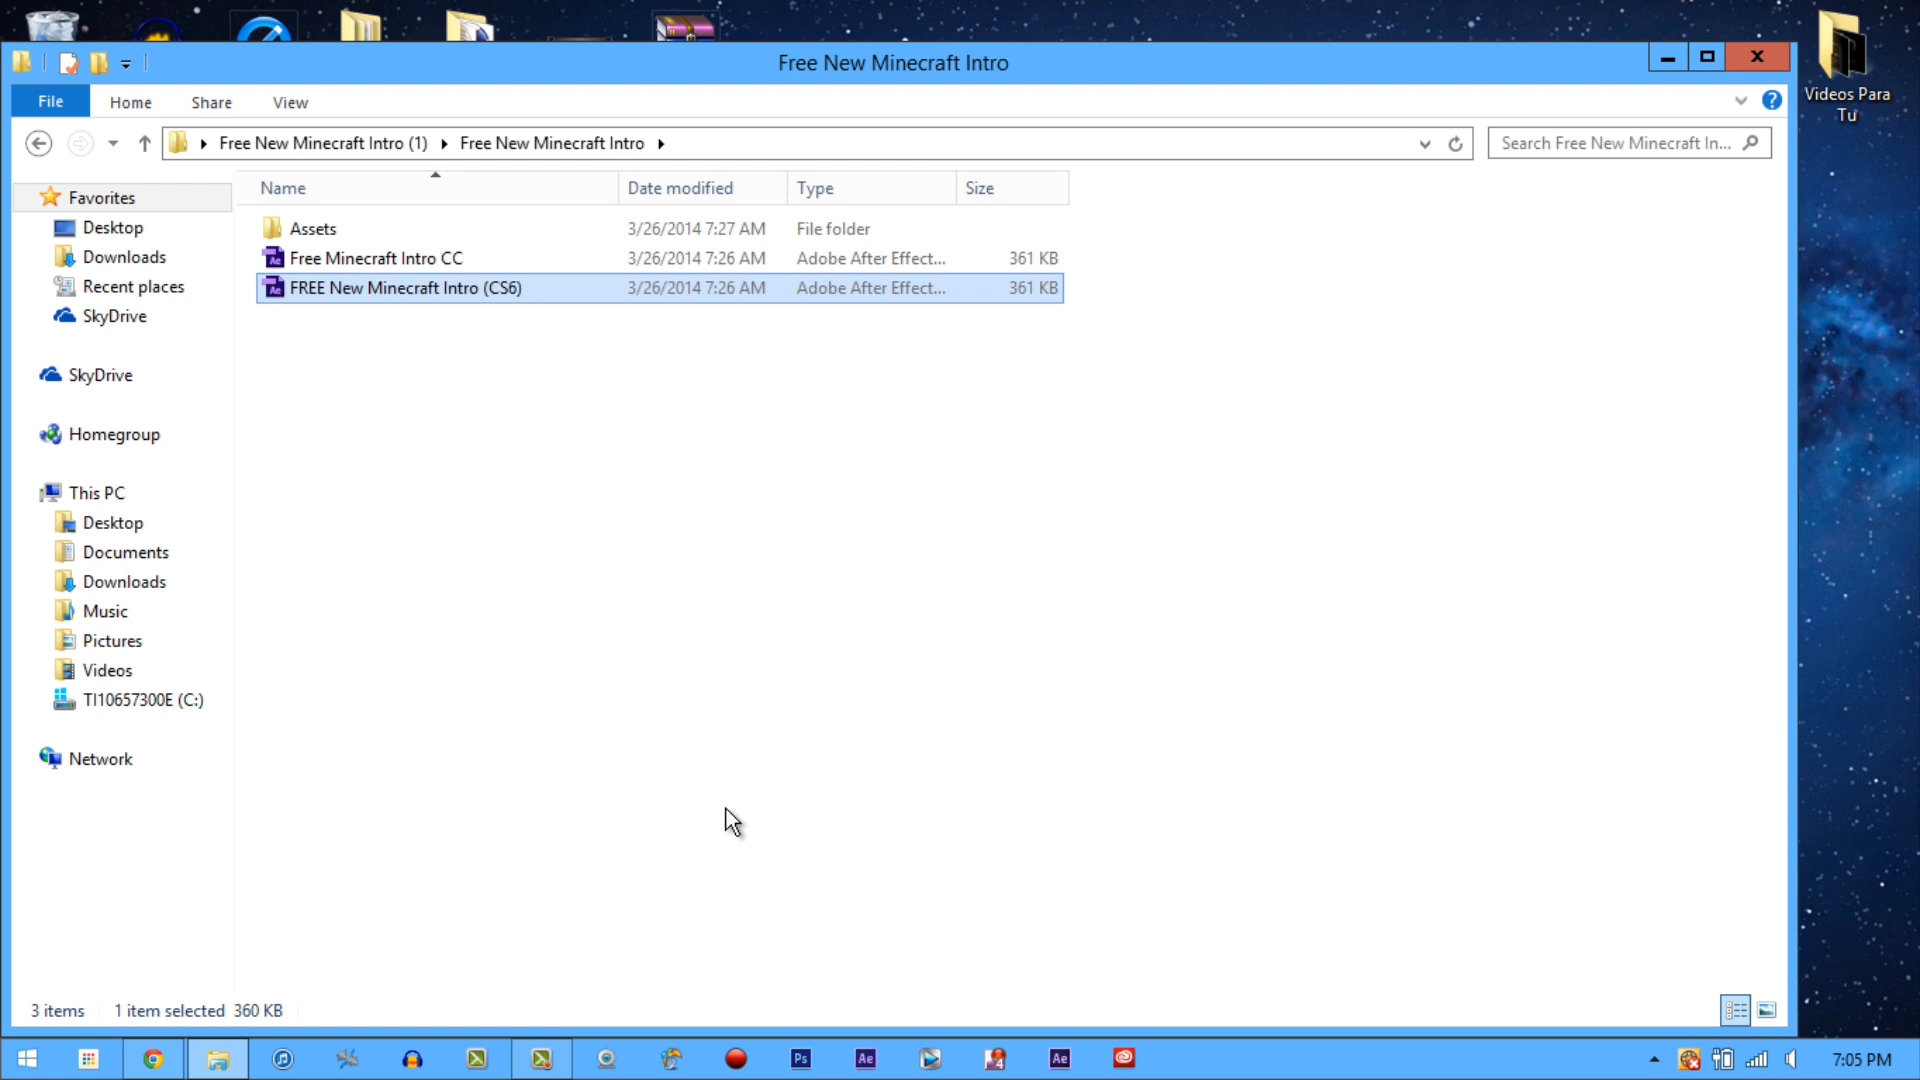 Free New Minecraft Intro
File Home Share View
Free New Minecraft Intro (1) Free New Minecraft Intro
Search Free New Minecraft In...
Videos Para
Tu
Name Date modified Type Size
Assets 3/26/2014 7:27 AM File folder
Free Minecraft Intro CC 3/26/2014 7:26 AM Adobe After Effect... 361 KB
FREE New Minecraft Intro (CS6) 3/26/2014 7:26 AM Adobe After Effect... 361 KB
Favorites
Desktop
Downloads
Recent places
SkyDrive
SkyDrive
Homegroup
This PC
Desktop
Documents
Downloads
Music
Pictures
Videos
TI10657300E (C:)
Network
3 items 1 item selected 360 KB
Ps Ae 4 Ae 7:05 PM